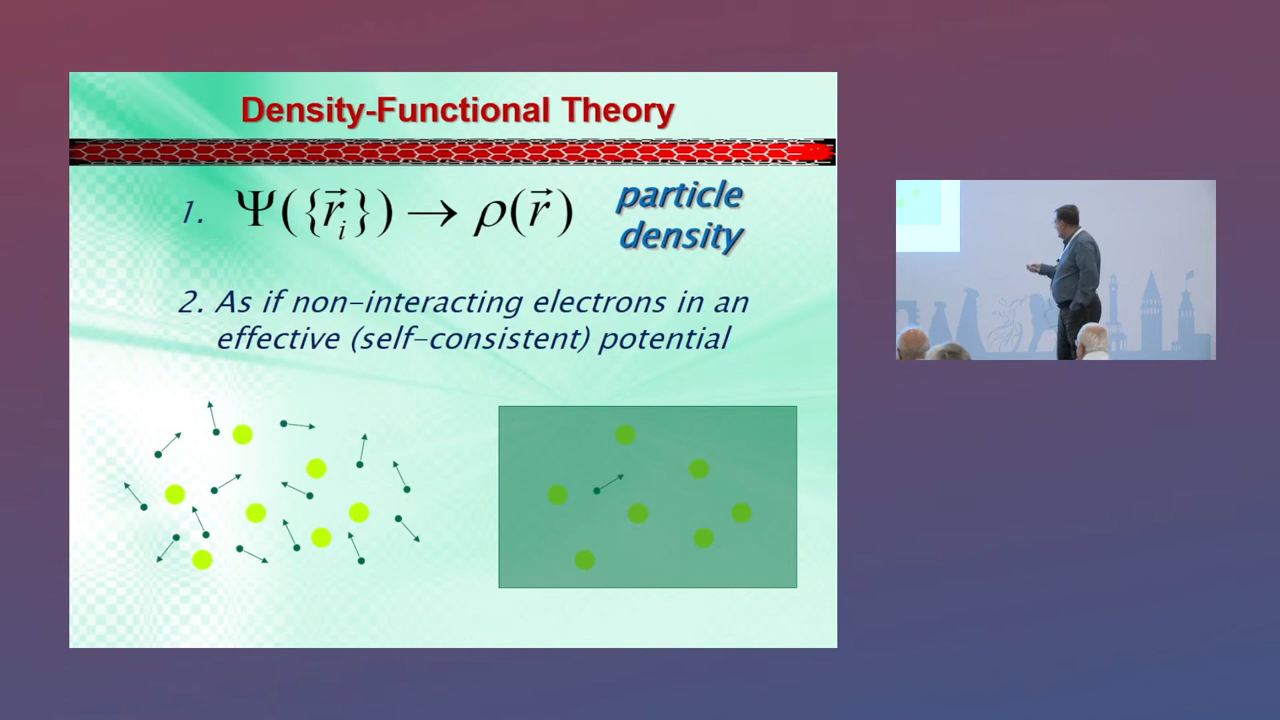 Density-Functional Theory
1. Ψ({r⃗ᵢ}) → ρ(r⃗) particle
density
2. As if non-interacting electrons in an
effective (self-consistent) potential